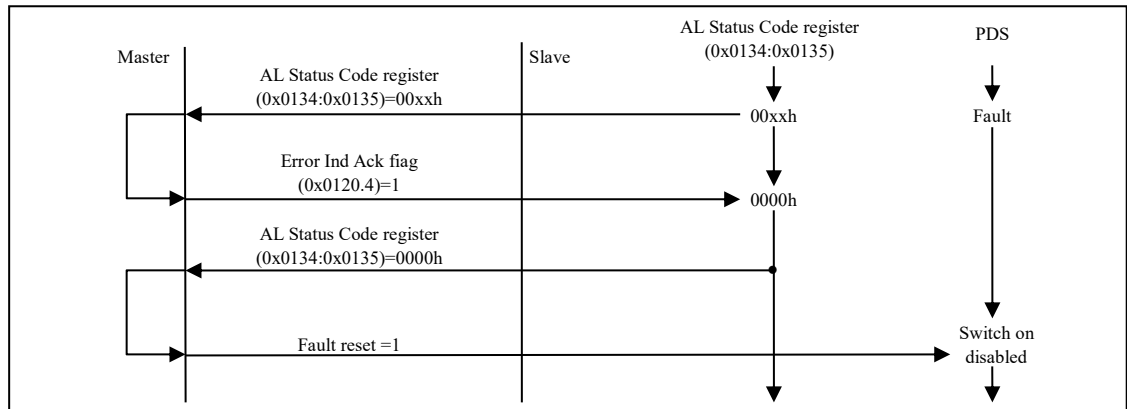 Master
Slave
AL Status Code register
(0x0134:0x0135)
PDS
AL Status Code register
(0x0134:0x0135)=00xxh
00xxh
Fault
Error Ind Ack fiag
(0x0120.4)=1
0000h
AL Status Code register
(0x0134:0x0135)=0000h
Fault reset =1
Switch on
disabled